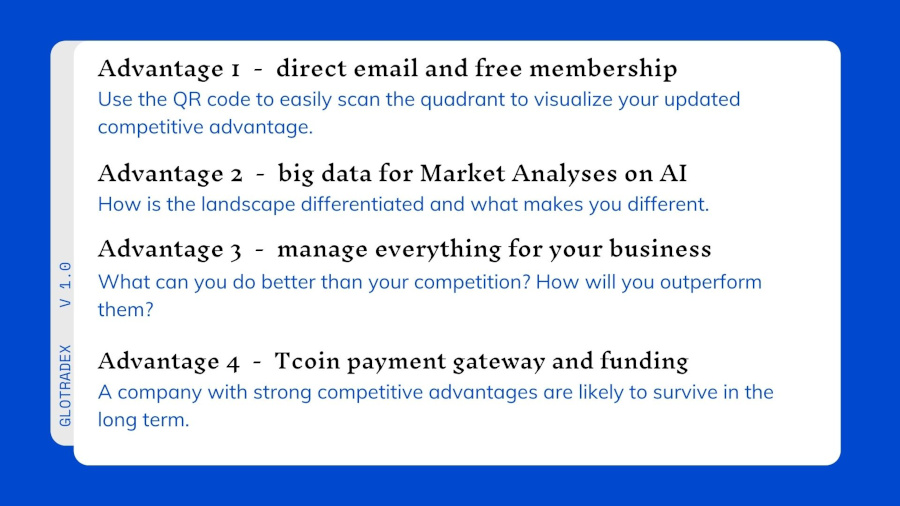 Advantage 1 - direct email and free membership
Use the QR code to easily scan the quadrant to visualize your updated
competitive advantage.
Advantage 2 - big data for Market Analyses on AI
How is the landscape differentiated and what makes you different.
Advantage 3 - manage everything for your business
What can you do better than your competition? How will you outperform
them?
Advantage 4 - Tcoin payment gateway and funding
A company with strong competitive advantages are likely to survive in the
long term.
GLOTRADEX V 1.0